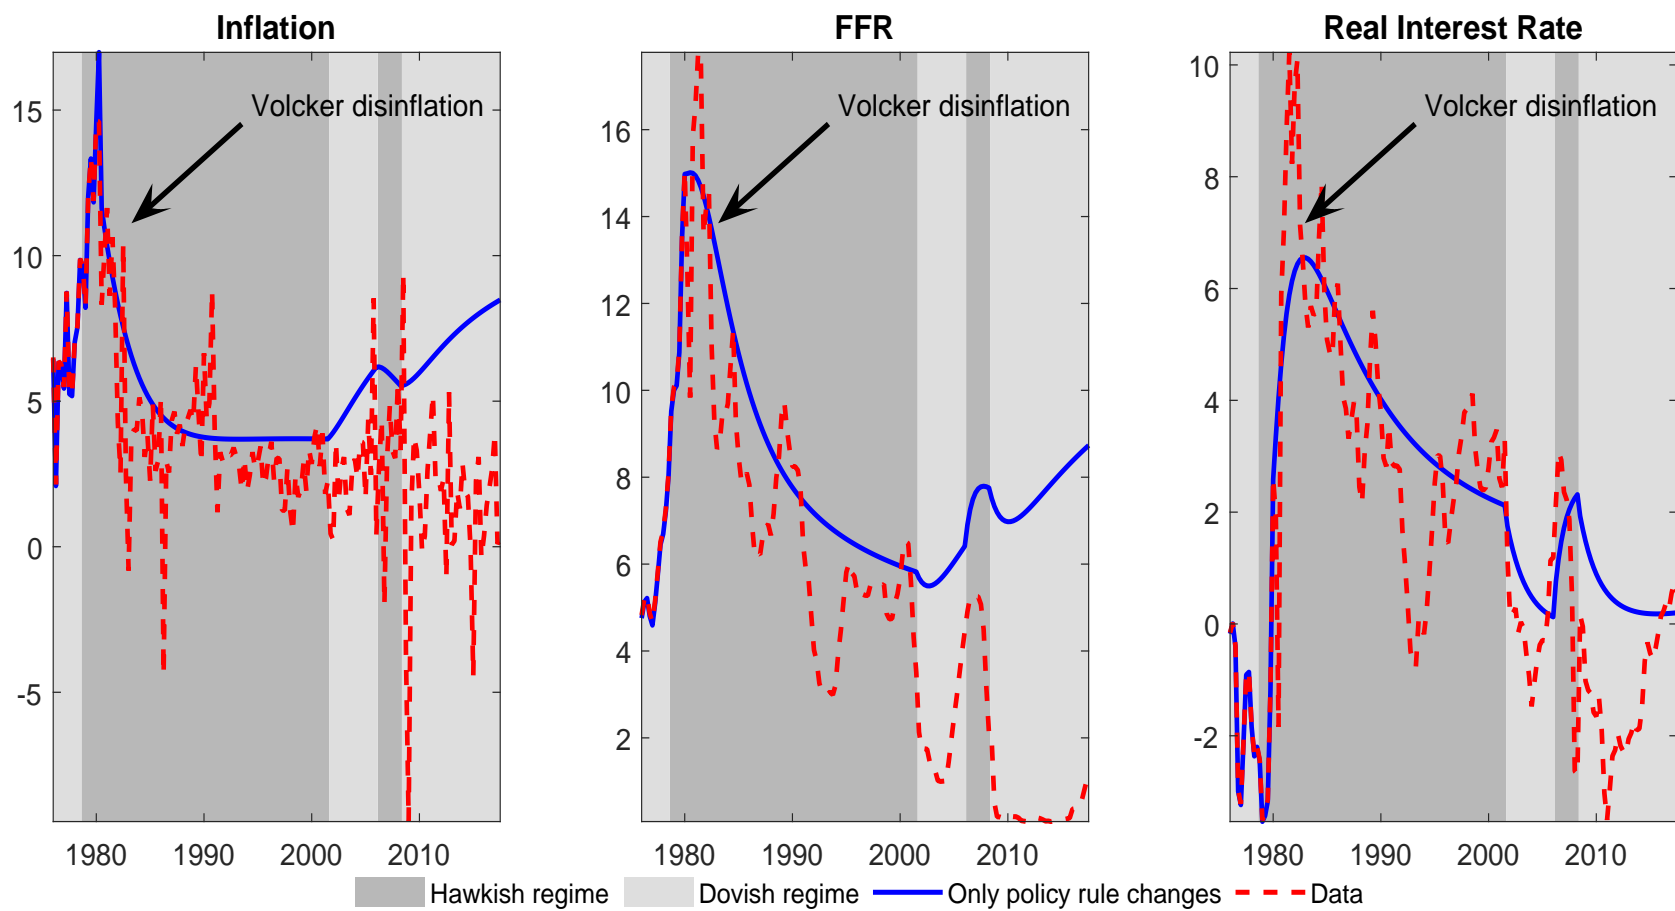 Inflation
FFR
Real Interest Rate
Volcker disinflation
Volcker disinflation
Volcker disinflation
15
10
5
0
-5
16
14
12
10
8
6
4
2
10
8
6
4
2
0
-2
1980 1990 2000 2010
1980 1990 2000 2010
1980 1990 2000 2010
Hawkish regime Dovish regime Only policy rule changes Data